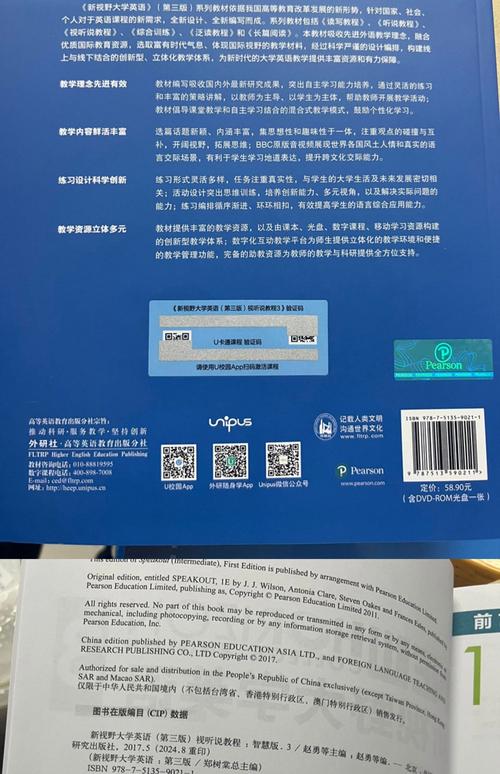 《新视野大学英语》（第三版）系列教材依据我国高等教育改革发展的新形势，针对国家、社会、
个人对于英语课程的新需求，全新设计、全新编写而成。系列教材包括《读写教程》、《听说教程》、
《视听说教程》、《综合训练》、《泛读教程》和《长篇阅读》。本教材吸收先进外语教学理念，融合
优质国际教育资源，选取富有时代气息、体现国际视野的教学材料，经过科学严谨的设计编排，构建线
上与线下结合的创新型、立体化教学体系，为新时代的大学英语教学提供丰富资源和有力保障。
教学理念先进有效
教材编写吸收国内外最新研究成果，突出自主学习能力培养，通过灵活的练习
和丰富的策略讲解，以教师为主导、以学生为主体，帮助教师开展教学活动；
教材倡导课堂教学和自主学习结合的混合式教学模式，鼓励个性化学习。
教学内容鲜活丰富
选篇话题新颖、内涵丰富，集思想性和趣味性于一体，注重观点的碰撞与互
补，开阔视野，拓展思维；BBC原版音视频展现世界各国风土人情和真实的语
言交际场景，有利于学生学习地道表达，提升跨文化交际能力。
练习设计科学创新
练习形式灵活多样，任务注重真实性，与学生的大学生活及未来发展密切相
关；活动设计突出思维训练，培养创新能力、多元视角，以及解决实际问题的
能力；练习编排循序渐进、环环相扣，有效提高学生的语言综合应用能力。
教学资源立体多元
教材提供丰富的教学资源，以及由课本、光盘、数字课程、移动学习资源构建
的创新型教学体系；数字化互动教学平台为师生提供立体化的教学环境和便捷
的教学管理功能，完备的助教资源为教师的教学与科研提供全方位支持。
《新视野大学英语（第三版）视听说教程3》验证码
U卡通课程 验证码
请使用U校园App扫码激活课程
Pearson
高等英语教育出版分社宗旨：
推动科研·服务教学·坚持创新
外研社·高等英语教育出版分社
FLTRP Higher English Education Publishing
教材咨询电话：010-88819595
数字课程电话：400-898-7008
E-mail: ced@fltrp.com
网址：http://heep.unipus.cn
unipus
U校园App
外研随身学App
Unipus微信公众号
记载人类文明
沟通世界文化
www.fltrp.com
Pearson
www.pearson.com
ISBN 978-7-5135-9021-1
9 787513 590211 >
定价：58.90元
（含DVD-ROM光盘一张）
This edition of Speakout (Intermediate), First Edition is published by arrangement with Pearson Education Limited.
Original edition, entitled SPEAKOUT, 1E by J. J. Wilson, Antonia Clare, Steven Oakes and Frances Eales, published by
Pearson Education Limited, publishing as, Copyright © Pearson Education Limited 2011.
All rights reserved. No part of this book may be reproduced or transmitted in any form or by any means, electronic or
mechanical, including photocopying, recording or by any information storage retrieval system, without permission from
Pearson Education, Inc.
China edition published by PEARSON EDUCATION ASIA LTD., and FOREIGN LANGUAGE TEACHING AND
RESEARCH PUBLISHING CO., LTD Copyright © 2017.
Authorized for sale and distribution in the People's Republic of China exclusively (except Taiwan Province, Hong Kong
SAR and Macao SAR).
仅限于中华人民共和国境内（不包括台湾省、香港特别行政区、澳门特别行政区）销售发行。
图书在版编目（CIP）数据
新视野大学英语（第三版）视听说教程：智慧版. 3 / 赵勇等主编；赵勇等编. — 北京
研究出版社，2017.5（2024.8重印）
（新视野大学英语：第三版 / 郑树棠总主编）
ISBN 978-7-5135-9021-1
前
1